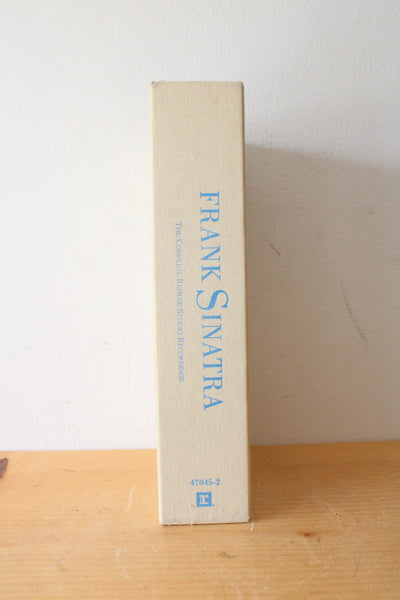 FRANK SINATRA
THE COMPLETE REPRISE STUDIO RECORDINGS
47045-2
r: